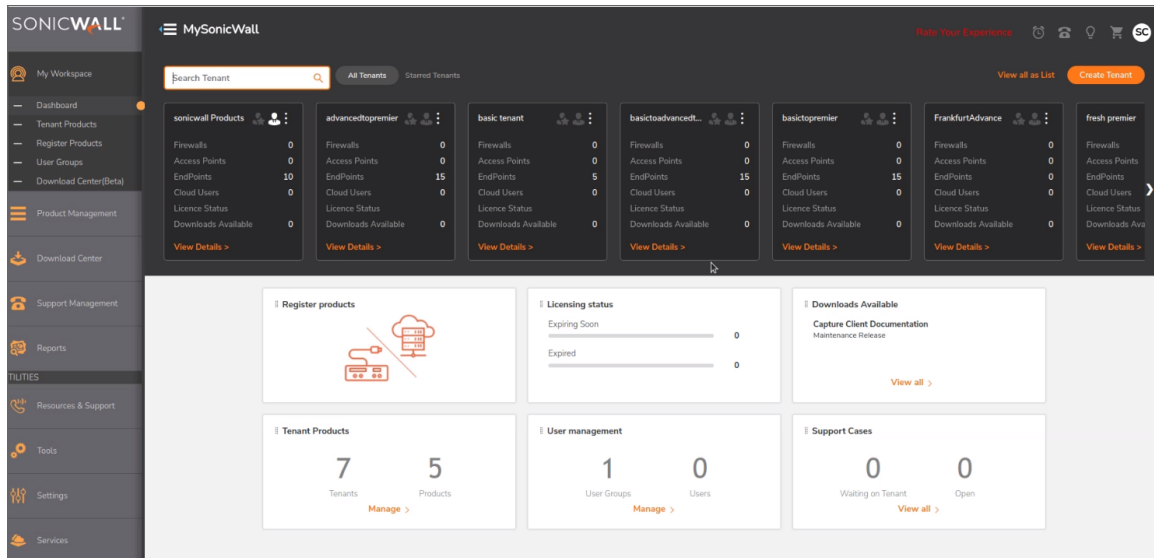 SONICWALL
MySonicWall
Rate Your Experience
SC
My Workspace
Dashboard
Tenant Products
Register Products
User Groups
Download Center(Beta)
Product Management
Download Center
Support Management
Reports
TILITIES
Resources & Support
Tools
Settings
Services
Search Tenant
All Tenants
Starred Tenants
View all as List
Create Tenant
sonicwall Products
Firewalls 0
Access Points 0
EndPoints 10
Cloud Users 0
Licence Status
Downloads Available 0
View Details >
advancedtopremier
Firewalls 0
Access Points 0
EndPoints 15
Cloud Users 0
Licence Status
Downloads Available 0
View Details >
basic tenant
Firewalls 0
Access Points 0
EndPoints 5
Cloud Users 0
Licence Status
Downloads Available 0
View Details >
basictoadvancedt...
Firewalls 0
Access Points 0
EndPoints 15
Cloud Users 0
Licence Status
Downloads Available 0
View Details >
basictopremier
Firewalls 0
Access Points 0
EndPoints 15
Cloud Users 0
Licence Status
Downloads Available 0
View Details >
FrankfurtAdvance
Firewalls 0
Access Points 0
EndPoints 0
Cloud Users 0
Licence Status
Downloads Available 0
View Details >
fresh premier
Firewalls
Access Points
EndPoints
Cloud Users
Licence Status
Downloads Ava
View Details >
Register products
Licensing status
Expiring Soon
0
Expired
0
Downloads Available
Capture Client Documentation
Maintenance Release
View all >
Tenant Products
7 5
Tenants Products
Manage >
User management
1 0
User Groups Users
Manage >
Support Cases
0 0
Waiting on Tenant Open
View all >